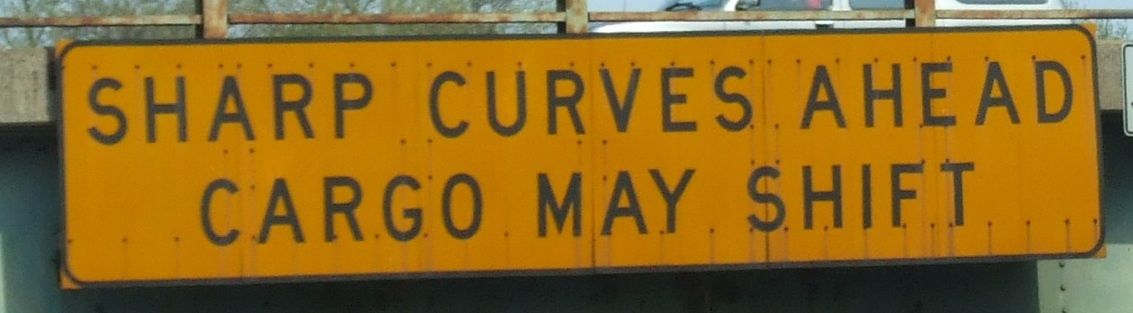 SHARP CURVES AHEAD
CARGO MAY SHIFT